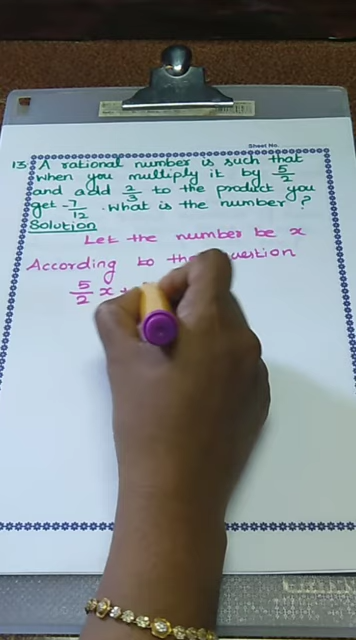 Sheet No.
13. A rational number is such that
when you multiply it by 5/2
and add 2/3 to the product you
get -7/12. What is the number?
Solution
Let the number be x
According to the question
5/2 x +